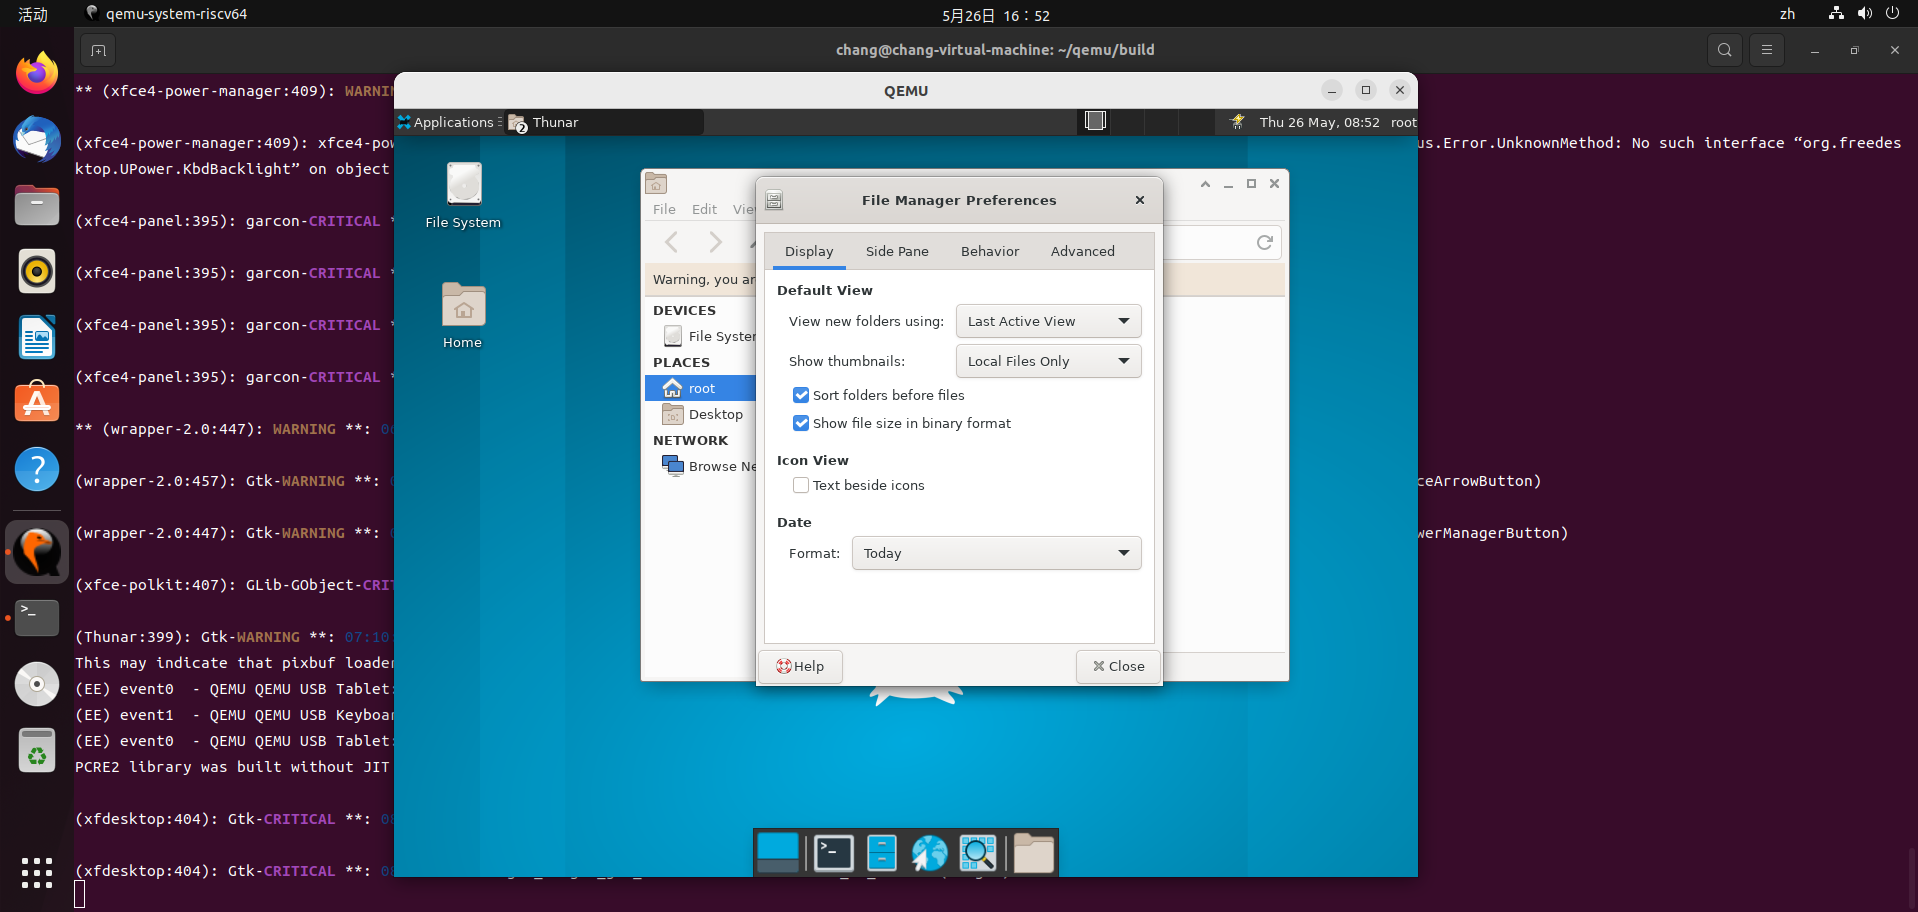 活动
qemu-system-riscv64
5月26日 16：52
zh
chang@chang-virtual-machine: ~/qemu/build
** (xfce4-power-manager:409):
(xfce4-power-manager:409):
us.Error.UnknownMethod: No such interface “org.freedes
ktop.UPower.KbdBacklight” on object
(xfce4-panel:395): garcon-CRITICAL
(xfce4-panel:395): garcon-CRITICAL
(xfce4-panel:395): garcon-CRITICAL
(xfce4-panel:395): garcon-CRITICAL
** (wrapper-2.0:447): WARNING **:
(wrapper-2.0:457): Gtk-WARNING **:
ceArrowButton)
(wrapper-2.0:447): Gtk-WARNING **:
werManagerButton)
(xfce-polkit:407): GLib-GObject-
(Thunar:399): Gtk-WARNING **: 07:10
This may indicate that pixbuf
(EE) event0  - QEMU QEMU USB Tablet:
(EE) event1  - QEMU QEMU USB
(EE) event0  - QEMU QEMU USB Tablet:
PCRE2 library was built without JIT
(xfdesktop:404): Gtk-CRITICAL **:
(xfdesktop:404): Gtk-CRITICAL **:
QEMU
Applications
2
Thunar
Thu 26 May, 08:52
root
File System
Home
File
Edit
Warning, you
DEVICES
File
PLACES
root
Desktop
NETWORK
Browse
File Manager Preferences
Display
Side Pane
Behavior
Advanced
Default View
View new folders using:
Last Active View
Show thumbnails:
Local Files Only
Sort folders before files
Show file size in binary format
Icon View
Text beside icons
Date
Format:
Today
Help
Close